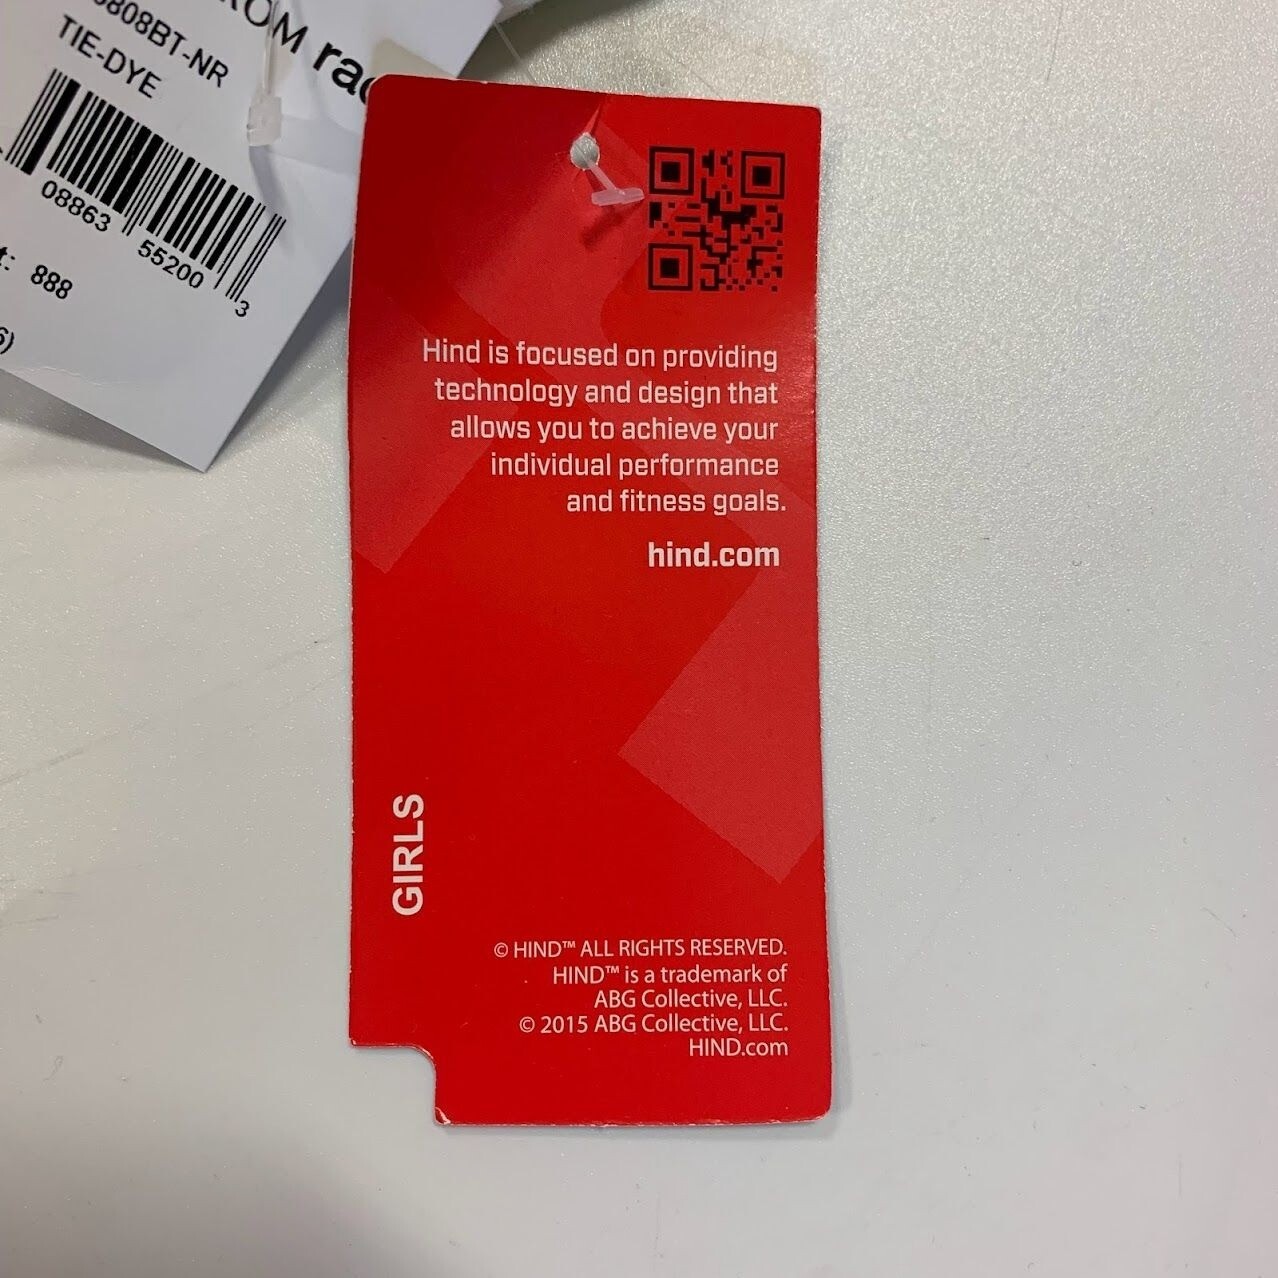 OM
808BT-NR
TIE-DYE
08863
55200
3
888
Hind is focused on providing
technology and design that
allows you to achieve your
individual performance
and fitness goals.
hind.com
GIRLS
© HIND™ ALL RIGHTS RESERVED.
HIND™ is a trademark of
ABG Collective, LLC.
© 2015 ABG Collective, LLC.
HIND.com